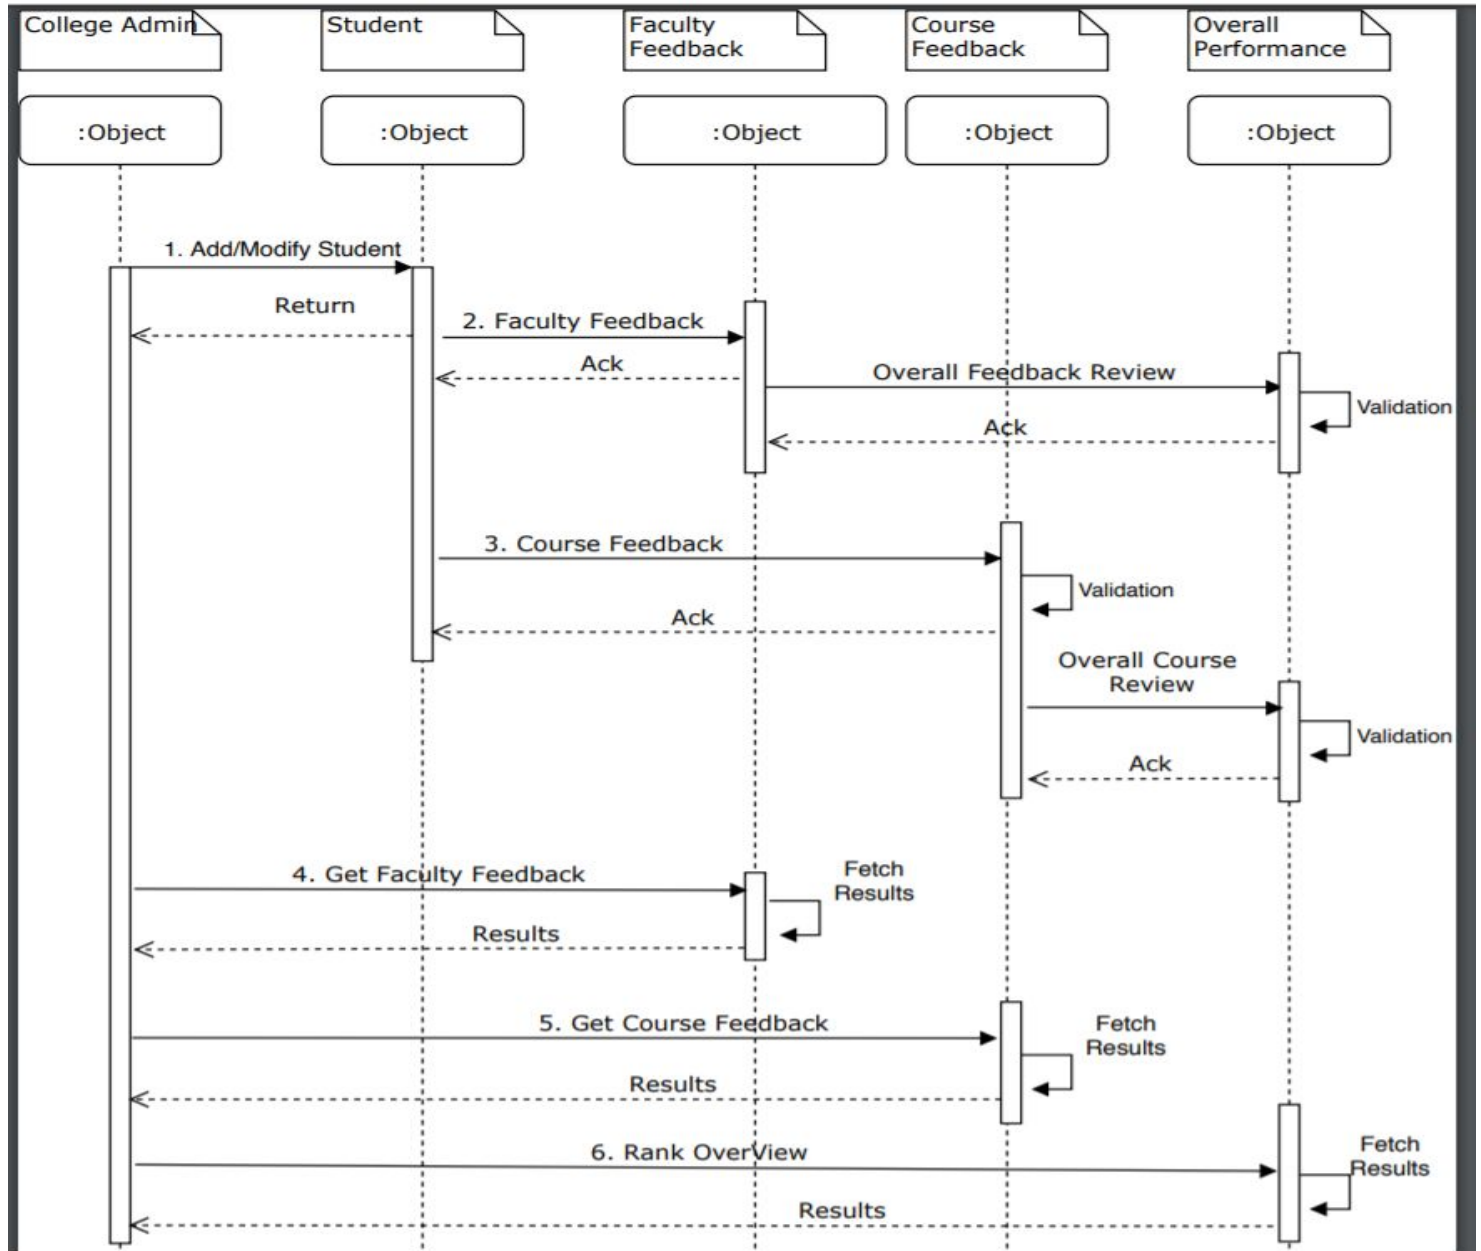 College Admin
Student
Faculty
Feedback
Course
Feedback
Overall
Performance
:Object
:Object
:Object
:Object
:Object
1. Add/Modify Student
Return
2. Faculty Feedback
Ack
Overall Feedback Review
Validation
Ack
3. Course Feedback
Validation
Ack
Overall Course
Review
Validation
Ack
4. Get Faculty Feedback
Fetch
Results
Results
5. Get Course Feedback
Fetch
Results
Results
6. Rank OverView
Fetch
Results
Results